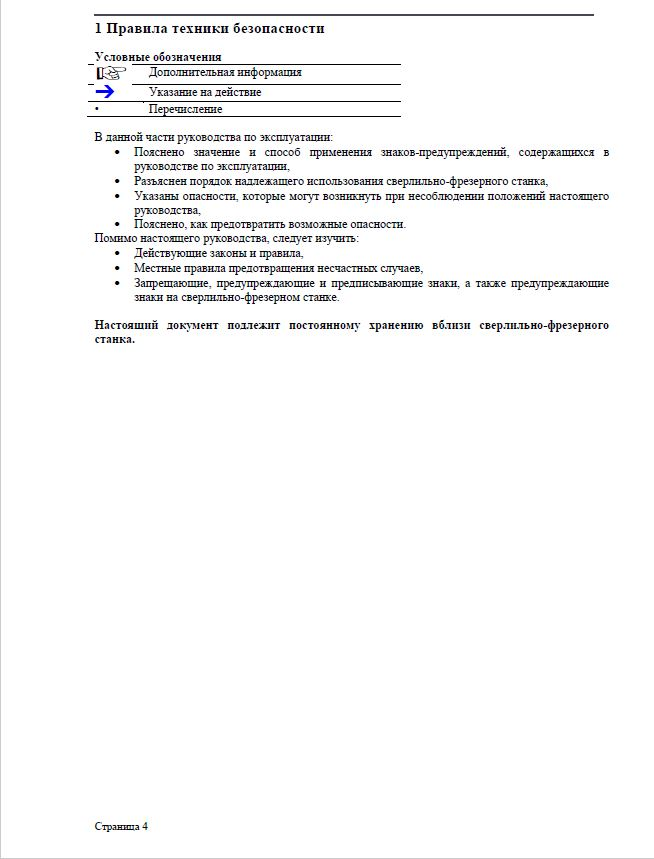 1 Правила техники безопасности
Условные обозначения
Дополнительная информация
Указание на действие
• Перечисление
В данной части руководства по эксплуатации:
• Пояснено значение и способ применения знаков-предупреждений, содержащихся в
руководстве по эксплуатации,
• Разъяснен порядок надлежащего использования сверлильно-фрезерного станка,
• Указаны опасности, которые могут возникнуть при несоблюдении положений настоящего
руководства,
• Пояснено, как предотвратить возможные опасности.
Помимо настоящего руководства, следует изучить:
• Действующие законы и правила,
• Местные правила предотвращения несчастных случаев,
• Запрещающие, предупреждающие и предписывающие знаки, а также предупреждающие
знаки на сверлильно-фрезерном станке.
Настоящий документ подлежит постоянному хранению вблизи сверлильно-фрезерного
станка.
Страница 4